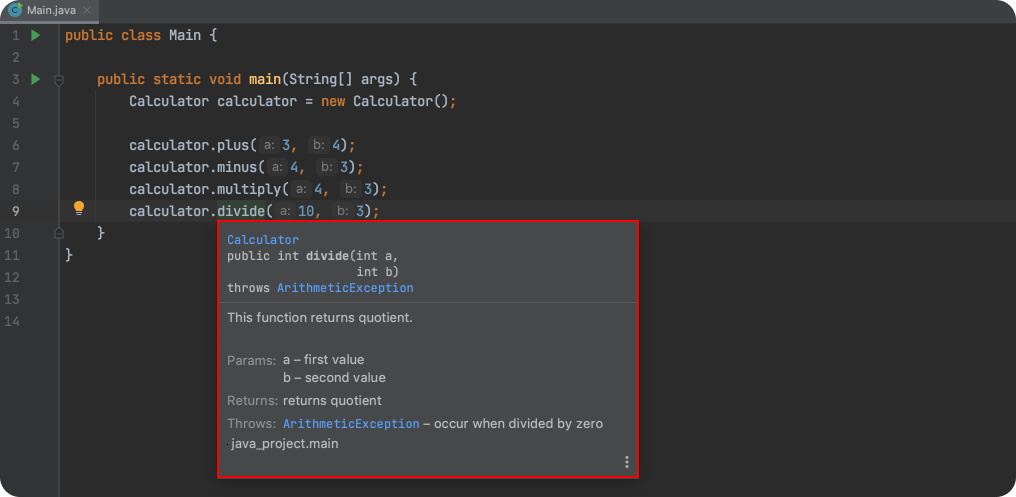 Main.java
1 public class Main {
2
3 public static void main(String[] args) {
4 Calculator calculator = new Calculator();
5
6 calculator.plus( a: 3, b: 4);
7 calculator.minus( a: 4, b: 3);
8 calculator.multiply( a: 4, b: 3);
9 calculator.divide( a: 10, b: 3);
10 }
11 }
12
13
14
Calculator
public int divide(int a,
int b)
throws ArithmeticException
This function returns quotient.
Params: a – first value
b – second value
Returns: returns quotient
Throws: ArithmeticException – occur when divided by zero
java_project.main